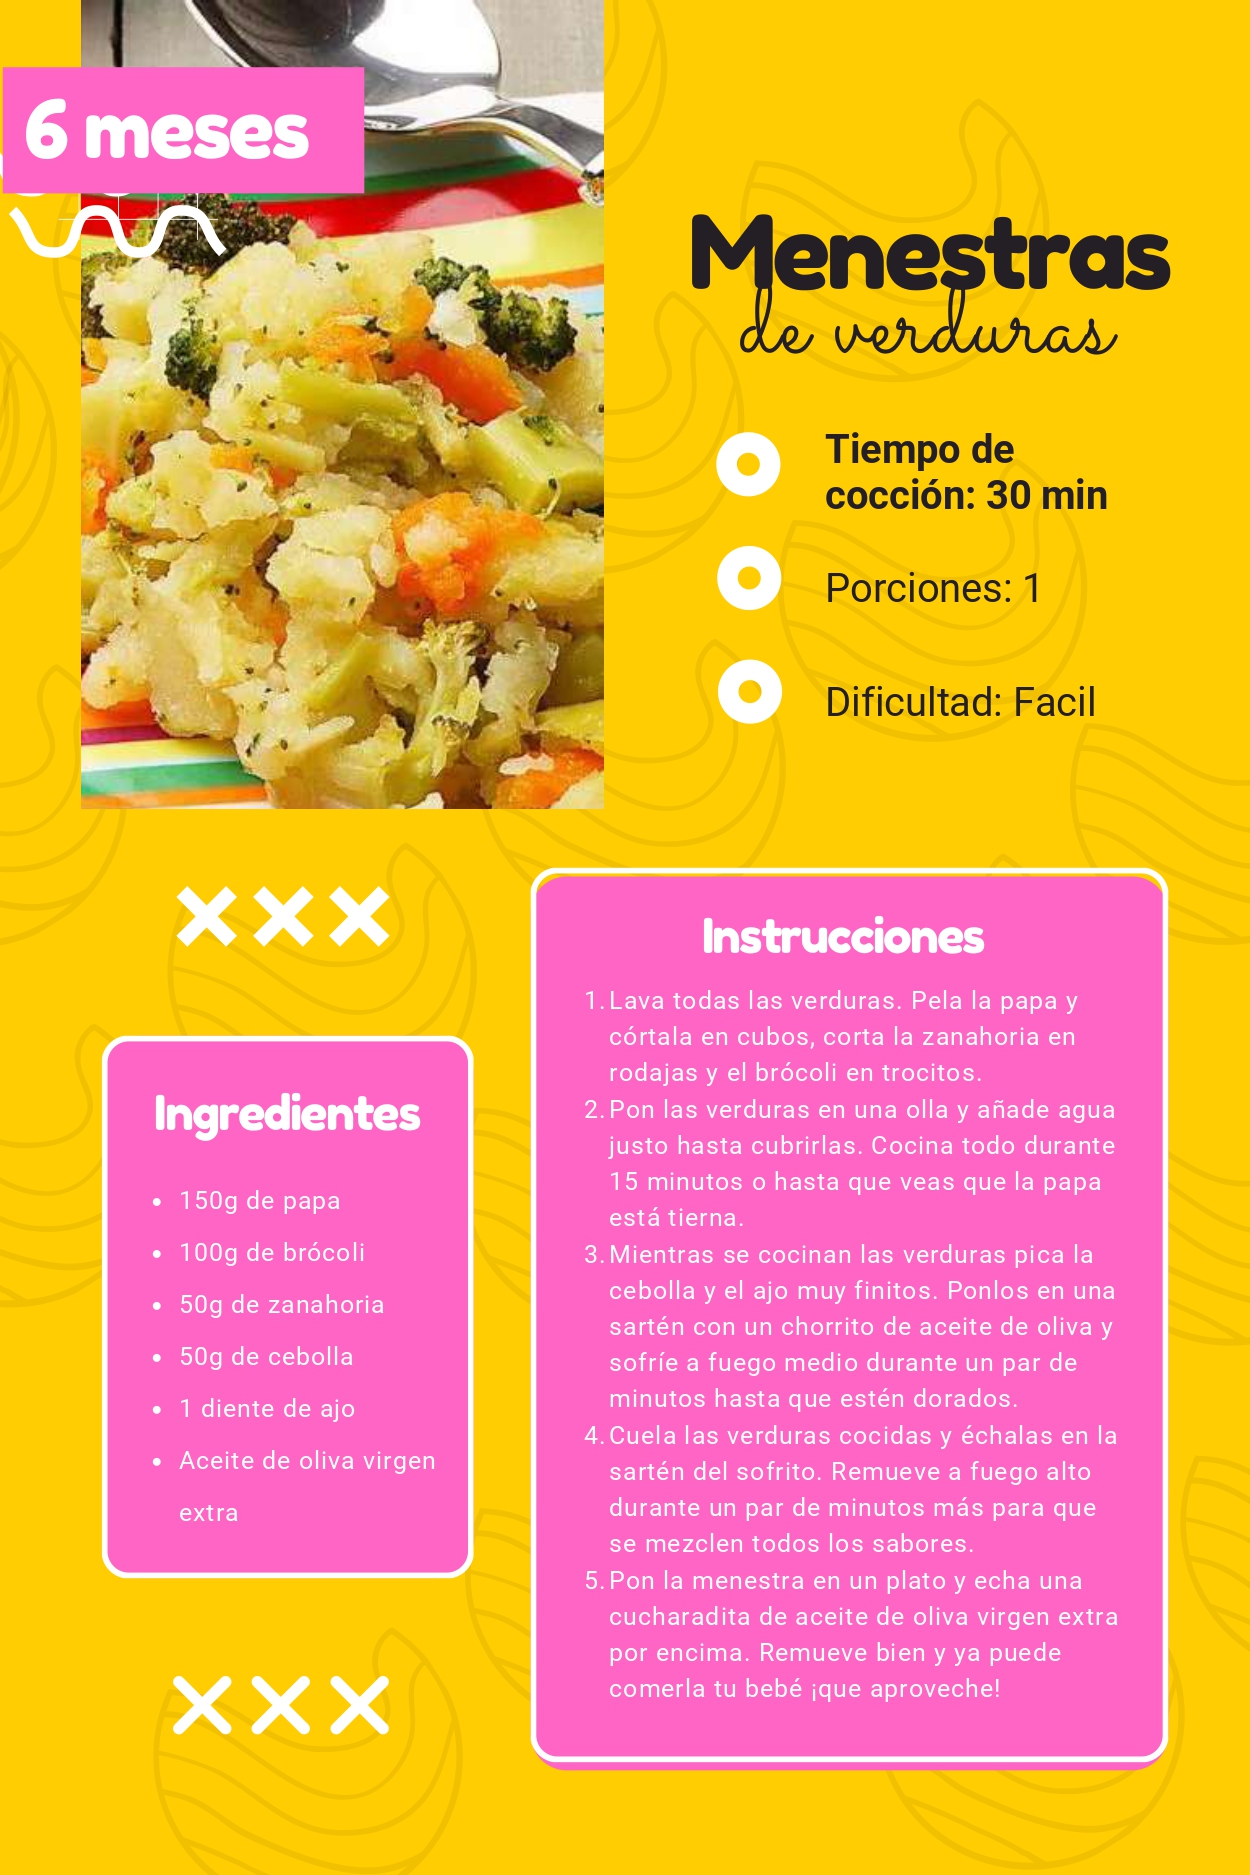 6 meses
Menestras
de verduras
Tiempo de
cocción: 30 min
Porciones: 1
Dificultad: Facil
Ingredientes
• 150g de papa
• 100g de brócoli
• 50g de zanahoria
• 50g de cebolla
• 1 diente de ajo
• Aceite de oliva virgen
extra
Instrucciones
1. Lava todas las verduras. Pela la papa y
córtala en cubos, corta la zanahoria en
rodajas y el brócoli en trocitos.
2. Pon las verduras en una olla y añade agua
justo hasta cubrirlas. Cocina todo durante
15 minutos o hasta que veas que la papa
está tierna.
3. Mientras se cocinan las verduras pica la
cebolla y el ajo muy finitos. Ponlos en una
sartén con un chorrito de aceite de oliva y
sofríe a fuego medio durante un par de
minutos hasta que estén dorados.
4. Cuela las verduras cocidas y échalas en la
sartén del sofrito. Remueve a fuego alto
durante un par de minutos más para que
se mezclen todos los sabores.
5. Pon la menestra en un plato y echa una
cucharadita de aceite de oliva virgen extra
por encima. Remueve bien y ya puede
comerla tu bebé ¡que aproveche!